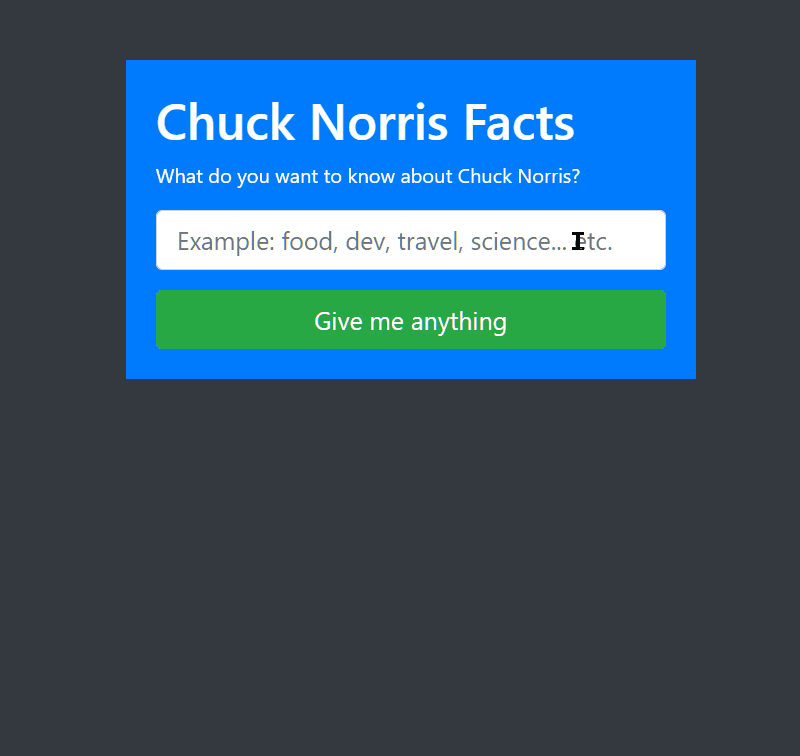 Chuck Norris Facts
What do you want to know about Chuck Norris?
Example: food, dev, travel, science... etc.
Give me anything